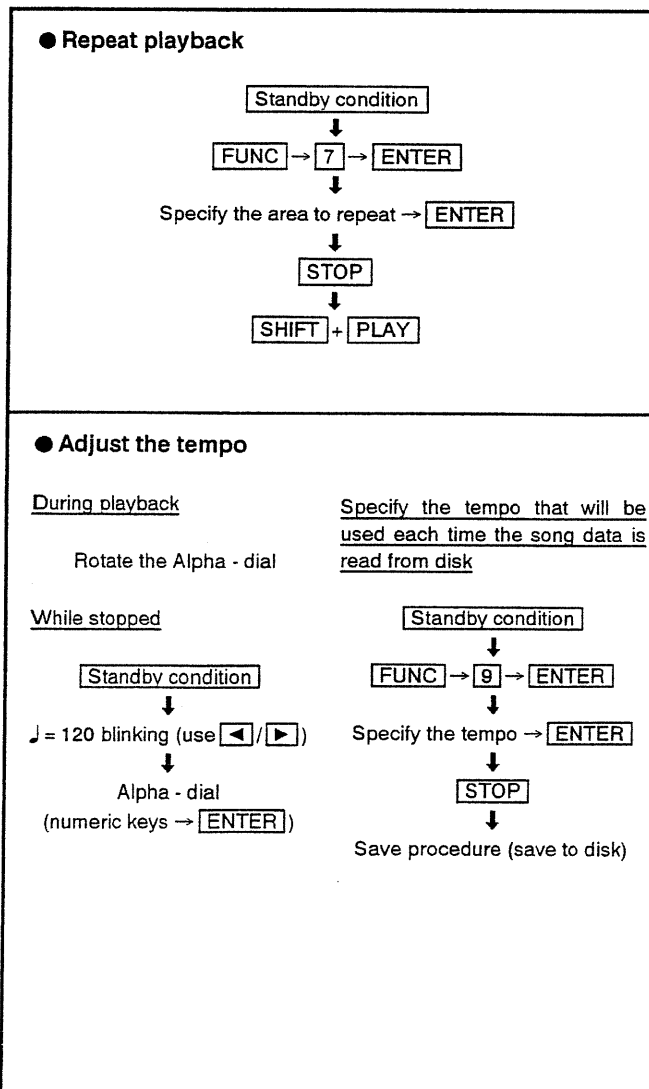 ● Repeat playback
Standby condition
FUNC → 7 → ENTER
Specify the area to repeat → ENTER
STOP
SHIFT + PLAY
● Adjust the tempo
During playback
Rotate the Alpha - dial
While stopped
Standby condition
♩ = 120 blinking (use ◀ / ▶ )
Alpha - dial
(numeric keys → ENTER )
Specify the tempo that will be
used each time the song data is
read from disk
Standby condition
FUNC → 9 → ENTER
Specify the tempo → ENTER
STOP
Save procedure (save to disk)